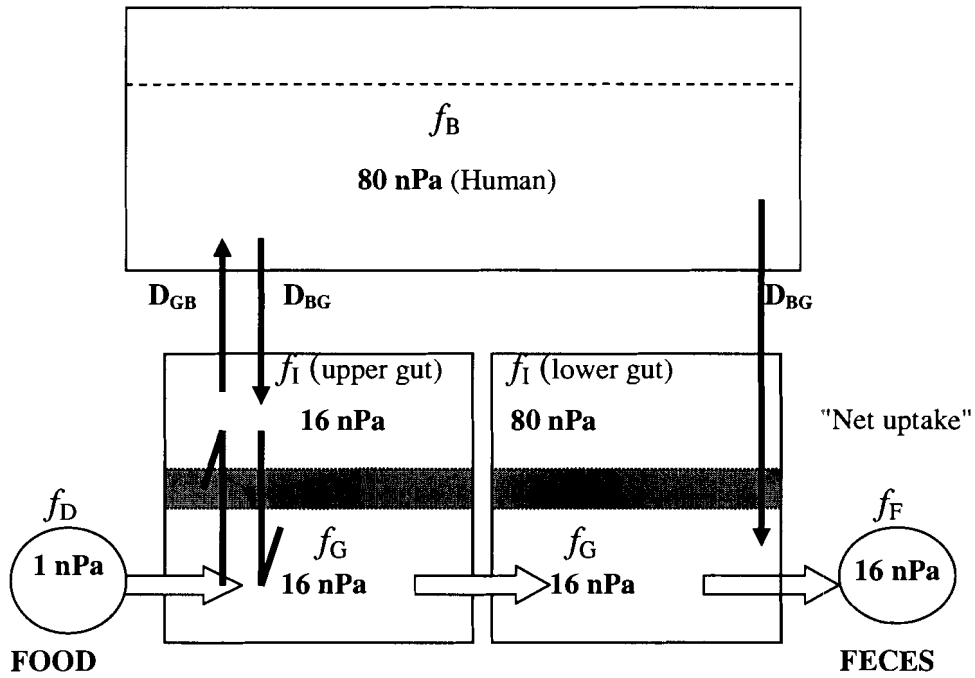 f_B
80 nPa (Human)
D_GB
D_BG
D_BG
f_I (upper gut)
16 nPa
f_I (lower gut)
80 nPa
"Net uptake"
f_D
1 nPa
FOOD
f_G
16 nPa
f_G
16 nPa
f_F
16 nPa
FECES